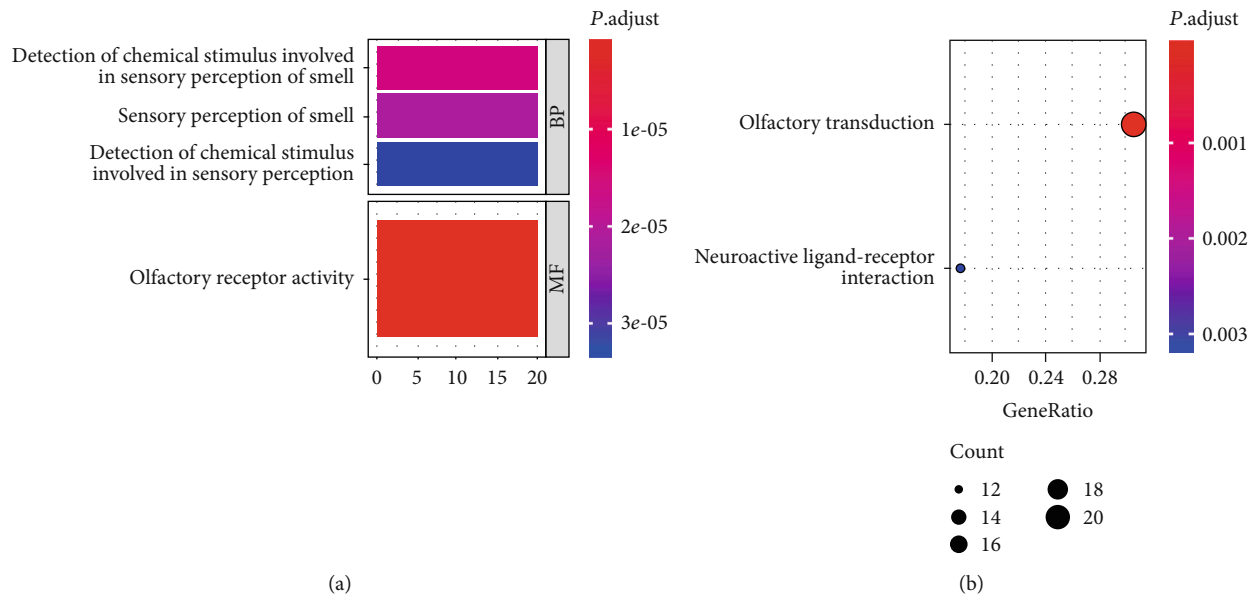 P.adjust
Detection of chemical stimulus involved
in sensory perception of smell
Sensory perception of smell
Detection of chemical stimulus
involved in sensory perception
BP
Olfactory receptor activity
MF
1e-05
2e-05
3e-05
0 5 10 15 20
(a)
P.adjust
Olfactory transduction
Neuroactive ligand-receptor
interaction
0.001
0.002
0.003
0.20 0.24 0.28
GeneRatio
Count
12
14
16
18
20
(b)